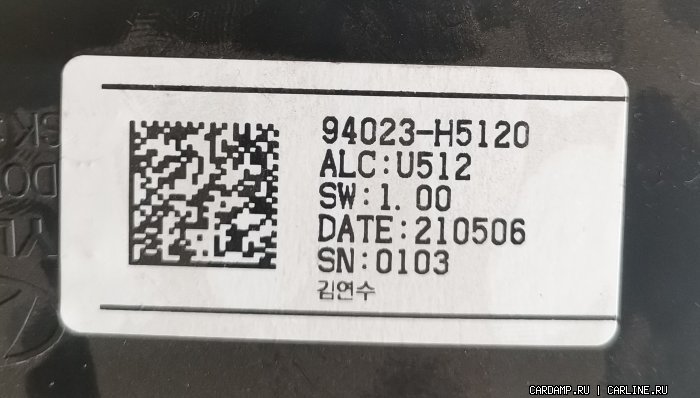 94023-H5120
ALC:U512
SW:1.00
DATE:210506
SN:0103
김연수
CARDAMP.RU | CARLINE.RU